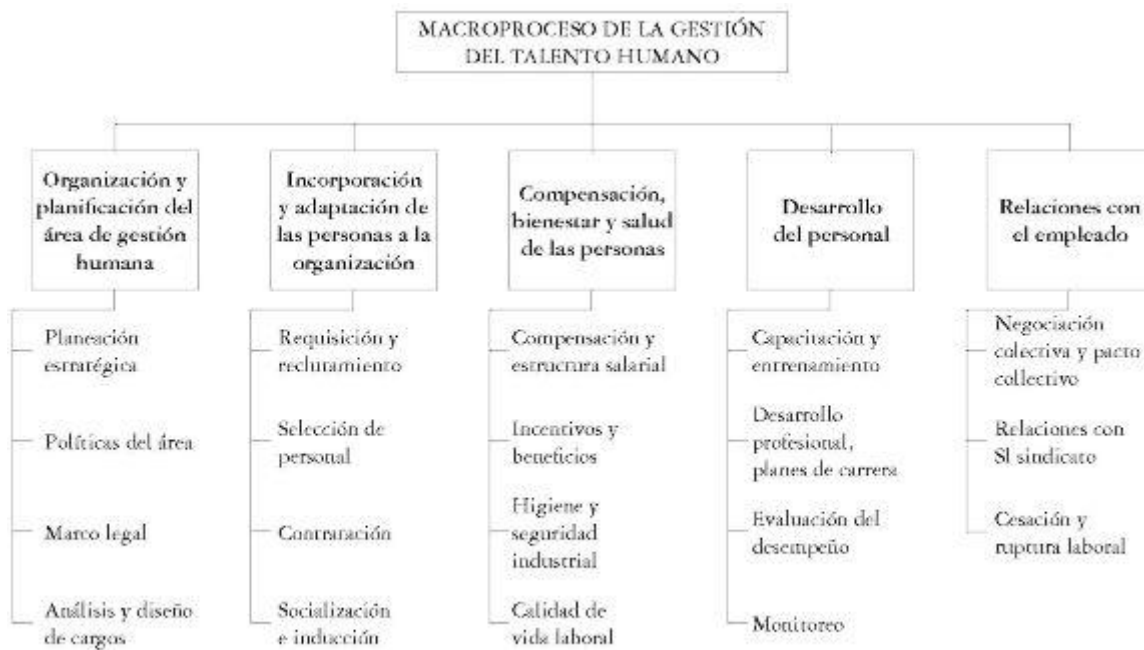 MACROPROCESO DE LA GESTIÓN
DEL TALENTO HUMANO
Organización y
planificación del
área de gestión
humana
Planeación
estratégica
Políticas del área
Marco legal
Análisis y diseño
de cargos
Incorporación
y adaptación de
las personas a la
organización
Requisición y
reclutamiento
Selección de
personal
Contratación
Socialización
e inducción
Compensación,
bienestar y salud
de las personas
Compensación y
estructura salarial
Incentivos y
beneficios
Higiene y
seguridad
industrial
Calidad de
vida laboral
Desarrollo
del personal
Capacitación y
entrenamiento
Desarrollo
profesional,
planes de carrera
Evaluación del
desempeño
Monitoreo
Relaciones con
el empleado
Negociación
colectiva y pacto
collectivo
Relaciones con
Sl sindicato
Cesación y
ruptura laboral